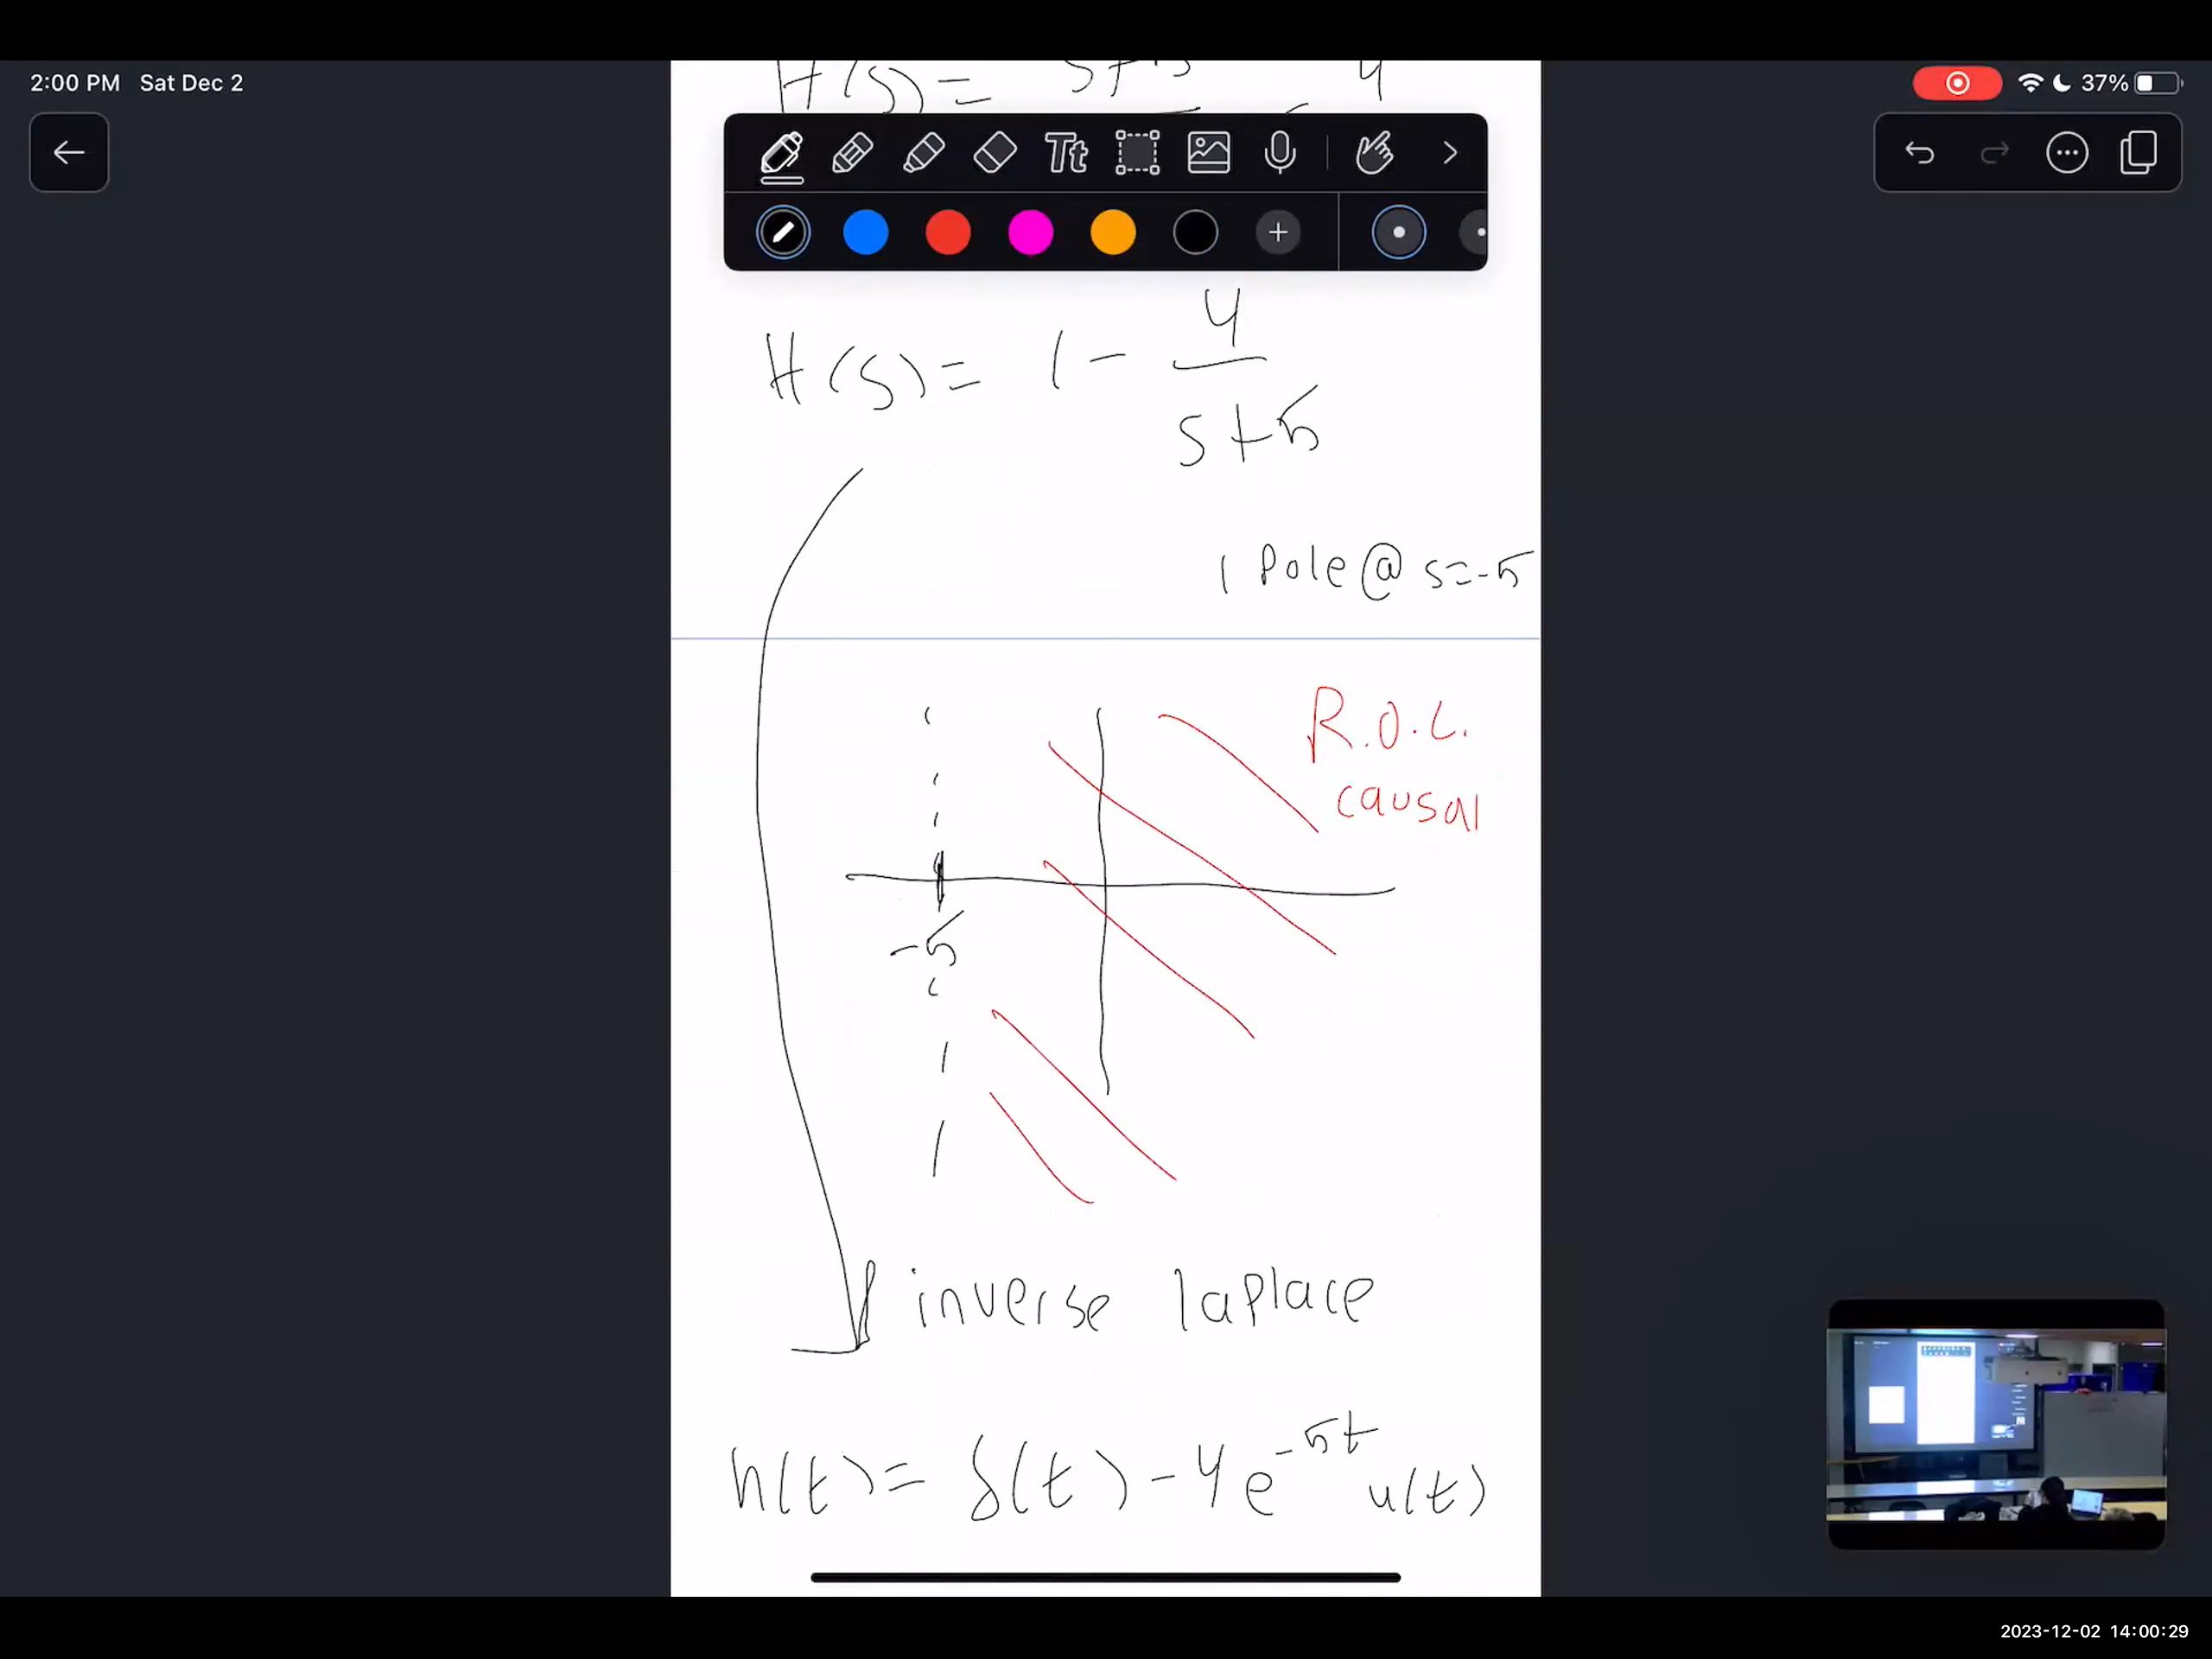 2:00 PM Sat Dec 2
37%
H(s)=
Tt
H(s)= 1 - 4
s+5
1 Pole @ s=-5
R.O.C.
causal
-5
inverse laplace
h(t)= δ(t) - 4e^-5t u(t)
2023-12-02 14:00:29